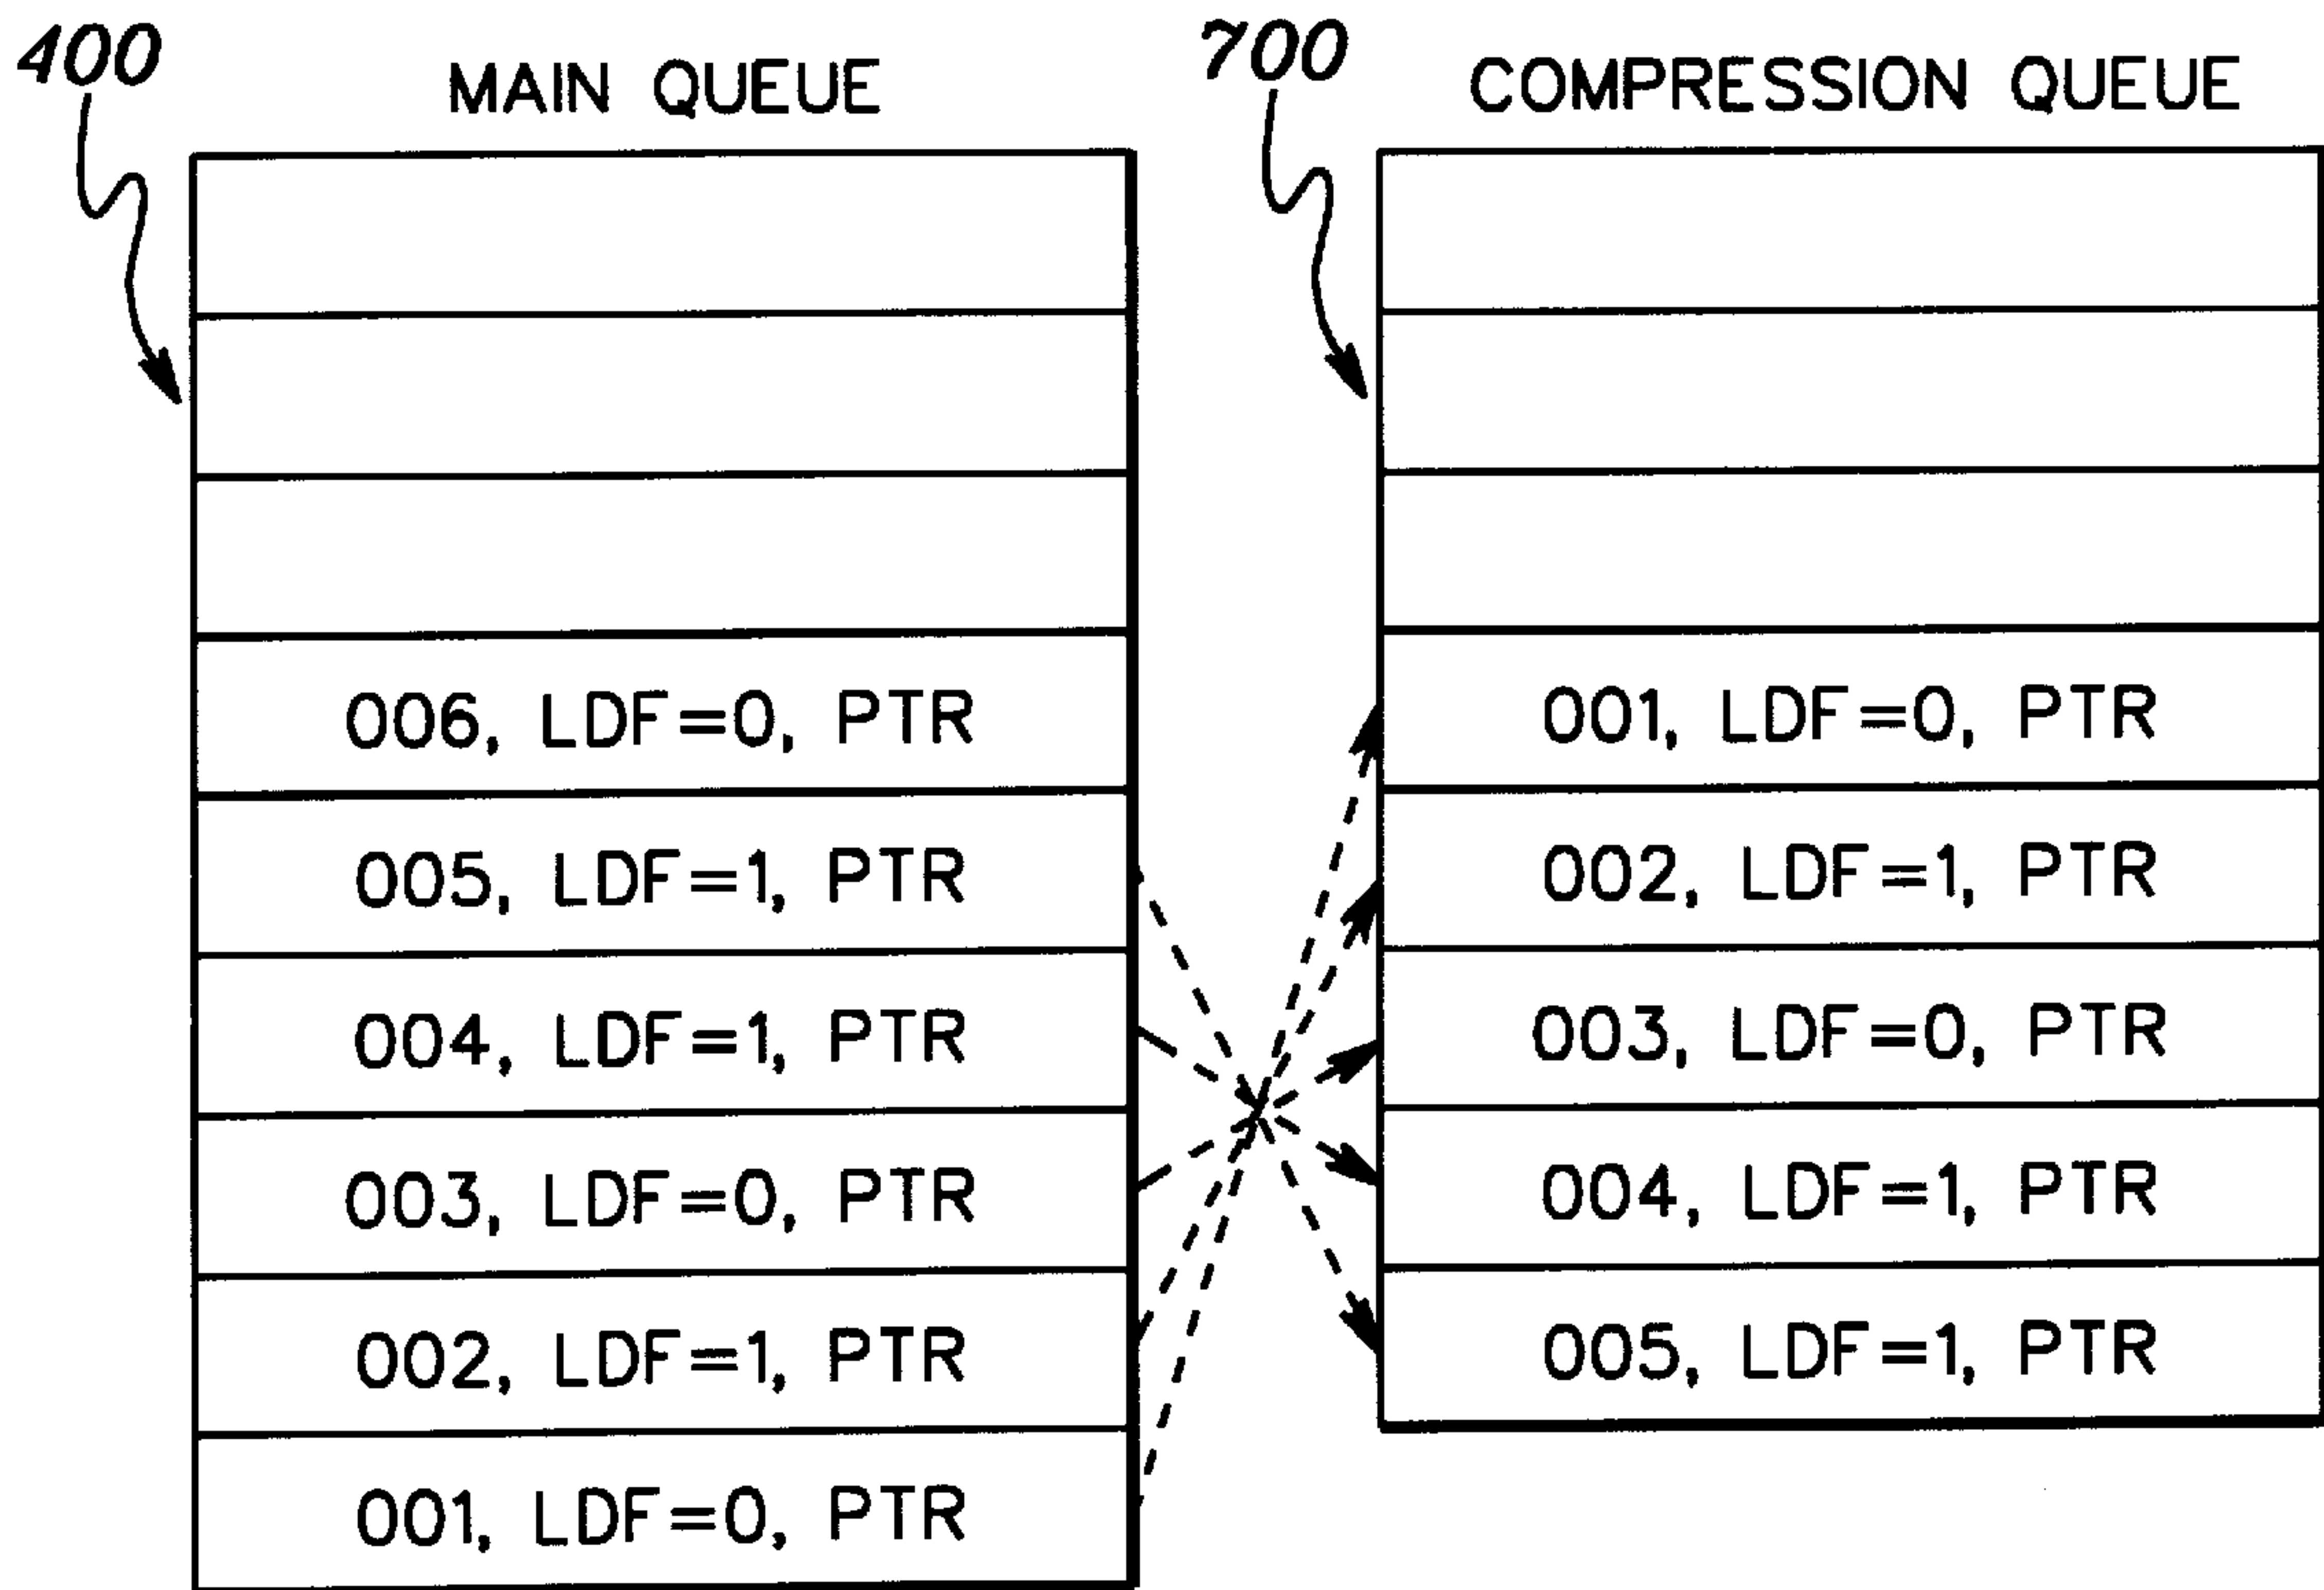 400
MAIN QUEUE
006, LDF=0, PTR
005, LDF=1, PTR
004, LDF=1, PTR
003, LDF=0, PTR
002, LDF=1, PTR
001, LDF=0, PTR
700
COMPRESSION QUEUE
001, LDF=0, PTR
002, LDF=1, PTR
003, LDF=0, PTR
004, LDF=1, PTR
005, LDF=1, PTR